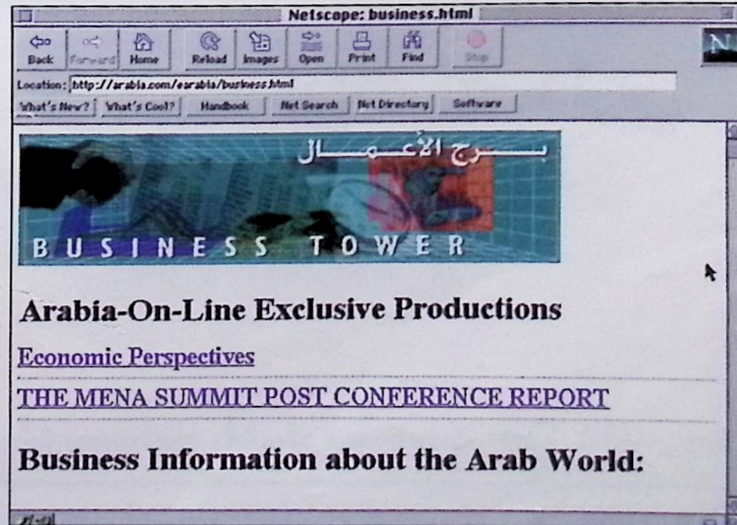 Netscape: business.html
Back Forward Home Reload Images Open Print Find Stop
N
Location: http://arabia.com/earabia/business.html
What's New? What's Cool? Handbook Net Search Net Directory Software
بـــرج الأعـــمـــال
BUSINESS TOWER
Arabia-On-Line Exclusive Productions
Economic Perspectives
THE MENA SUMMIT POST CONFERENCE REPORT
Business Information about the Arab World: